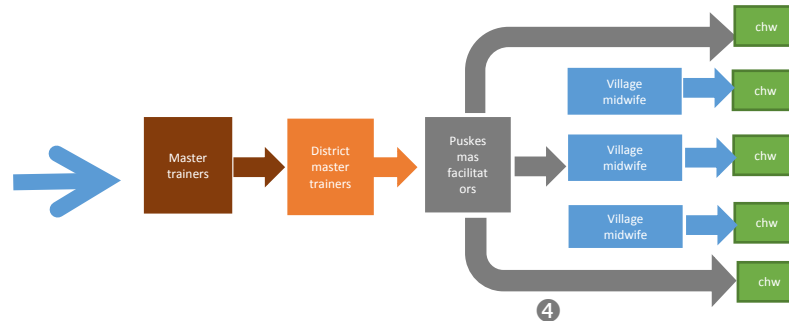 chw
Village
midwife
chw
Master
trainers
District
master
trainers
Puskes
mas
facilitat
ors
Village
midwife
chw
Village
midwife
chw
chw
4